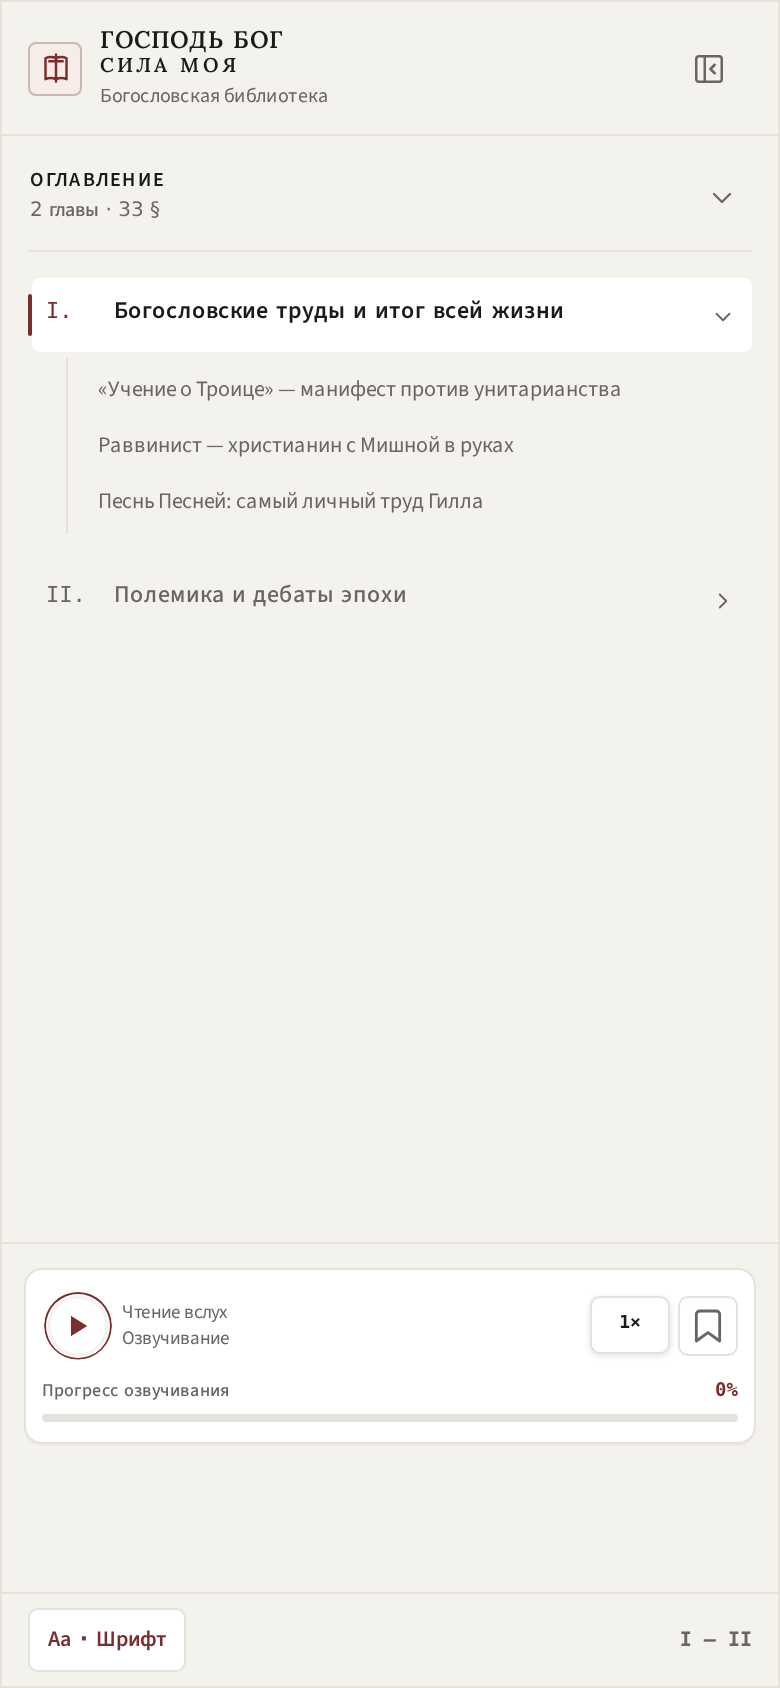 ГОСПОДЬ БОГ
СИЛА МОЯ
Богословская библиотека
ОГЛАВЛЕНИЕ
2 главы · 33 §
I. Богословские труды и итог всей жизни
«Учение о Троице» — манифест против унитарианства
Раввинист — христианин с Мишной в руках
Песнь Песней: самый личный труд Гилла
II. Полемика и дебаты эпохи
Чтение вслух
Озвучивание
1×
Прогресс озвучивания 0%
Aa · Шрифт
I — II